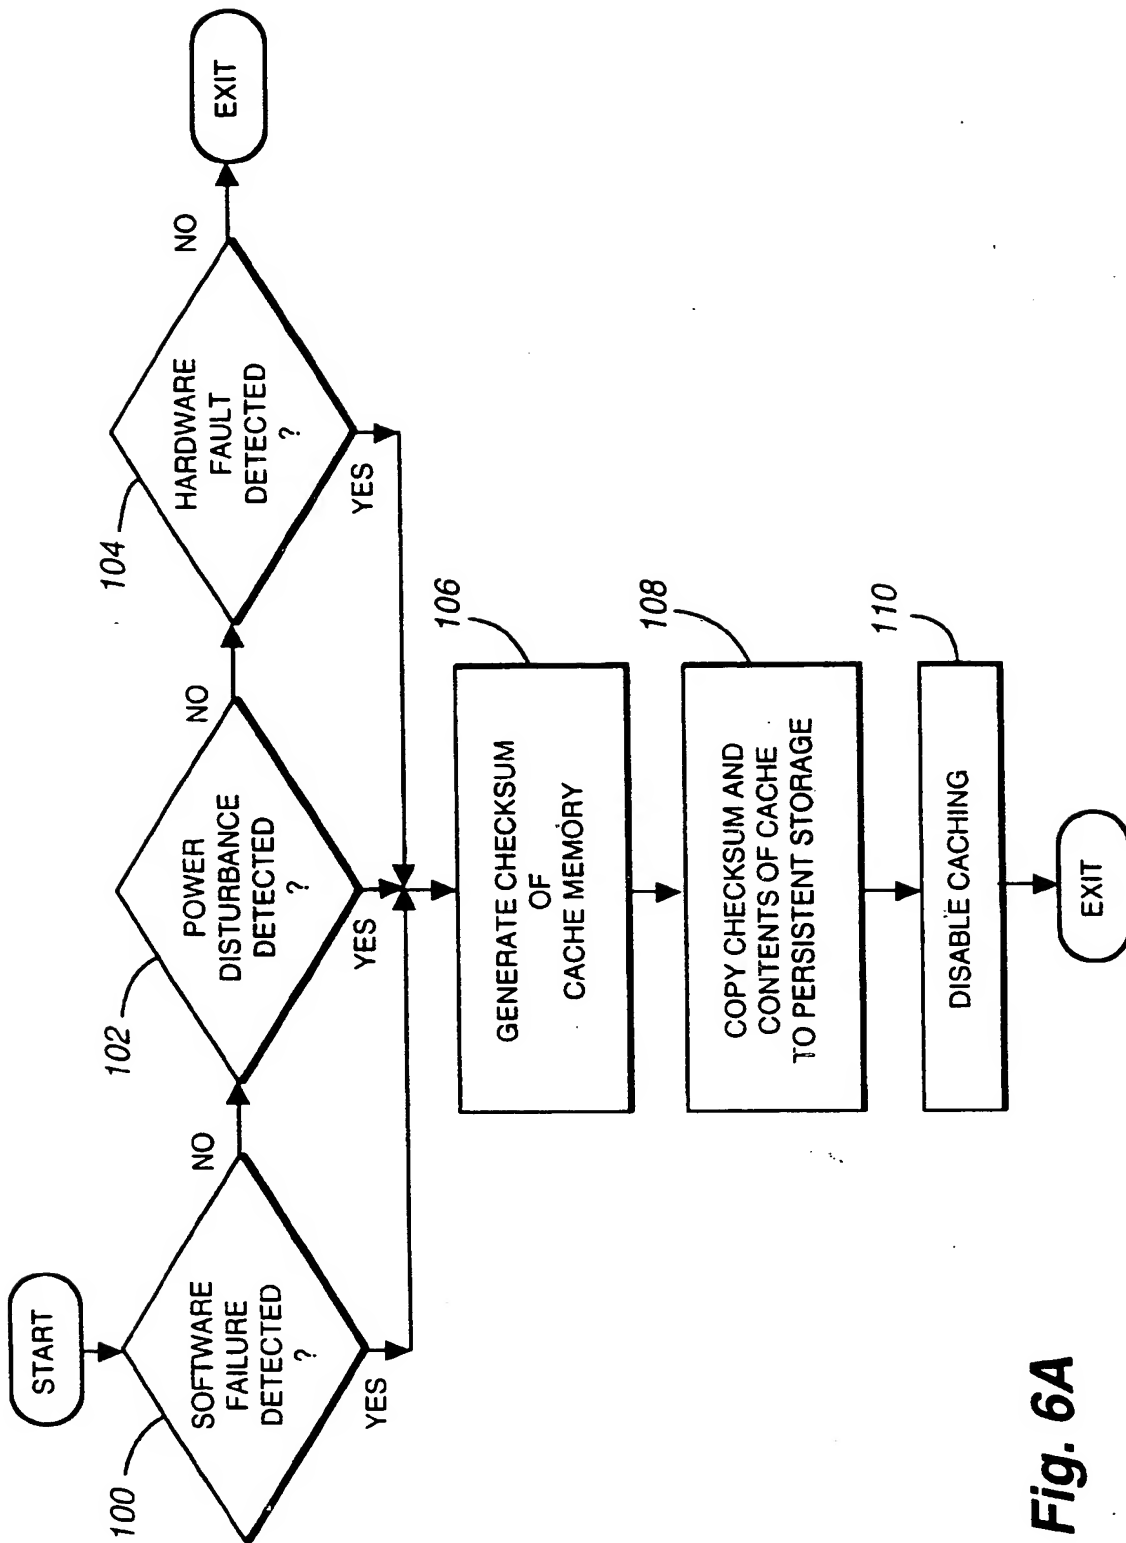 START
100
SOFTWARE
FAILURE
DETECTED
?
YES
NO
102
POWER
DISTURBANCE
DETECTED
?
YES
NO
104
HARDWARE
FAULT
DETECTED
?
YES
NO
EXIT
106
GENERATE CHECKSUM
OF
CACHE MEMORY
108
COPY CHECKSUM AND
CONTENTS OF CACHE
TO PERSISTENT STORAGE
110
DISABLE CACHING
EXIT
Fig. 6A